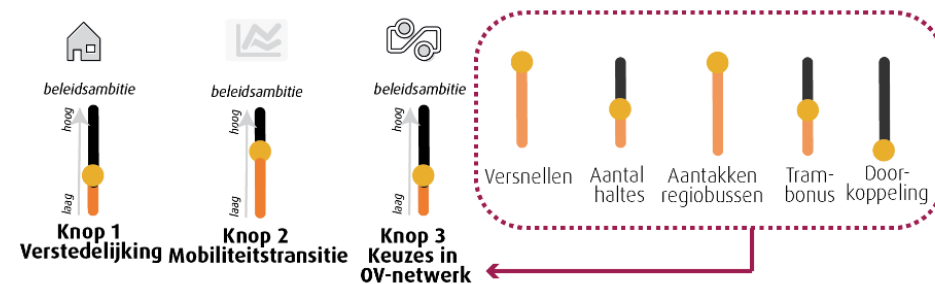 beleidsambitie
hoog
laag
Knop 1
Verstedelijking
beleidsambitie
hoog
laag
Knop 2
Mobiliteitstransitie
beleidsambitie
hoog
laag
Knop 3
Keuzes in
OV-netwerk
Versnellen
Aantal
haltes
Aantakken
regiobussen
Tram-
bonus
Door-
koppeling